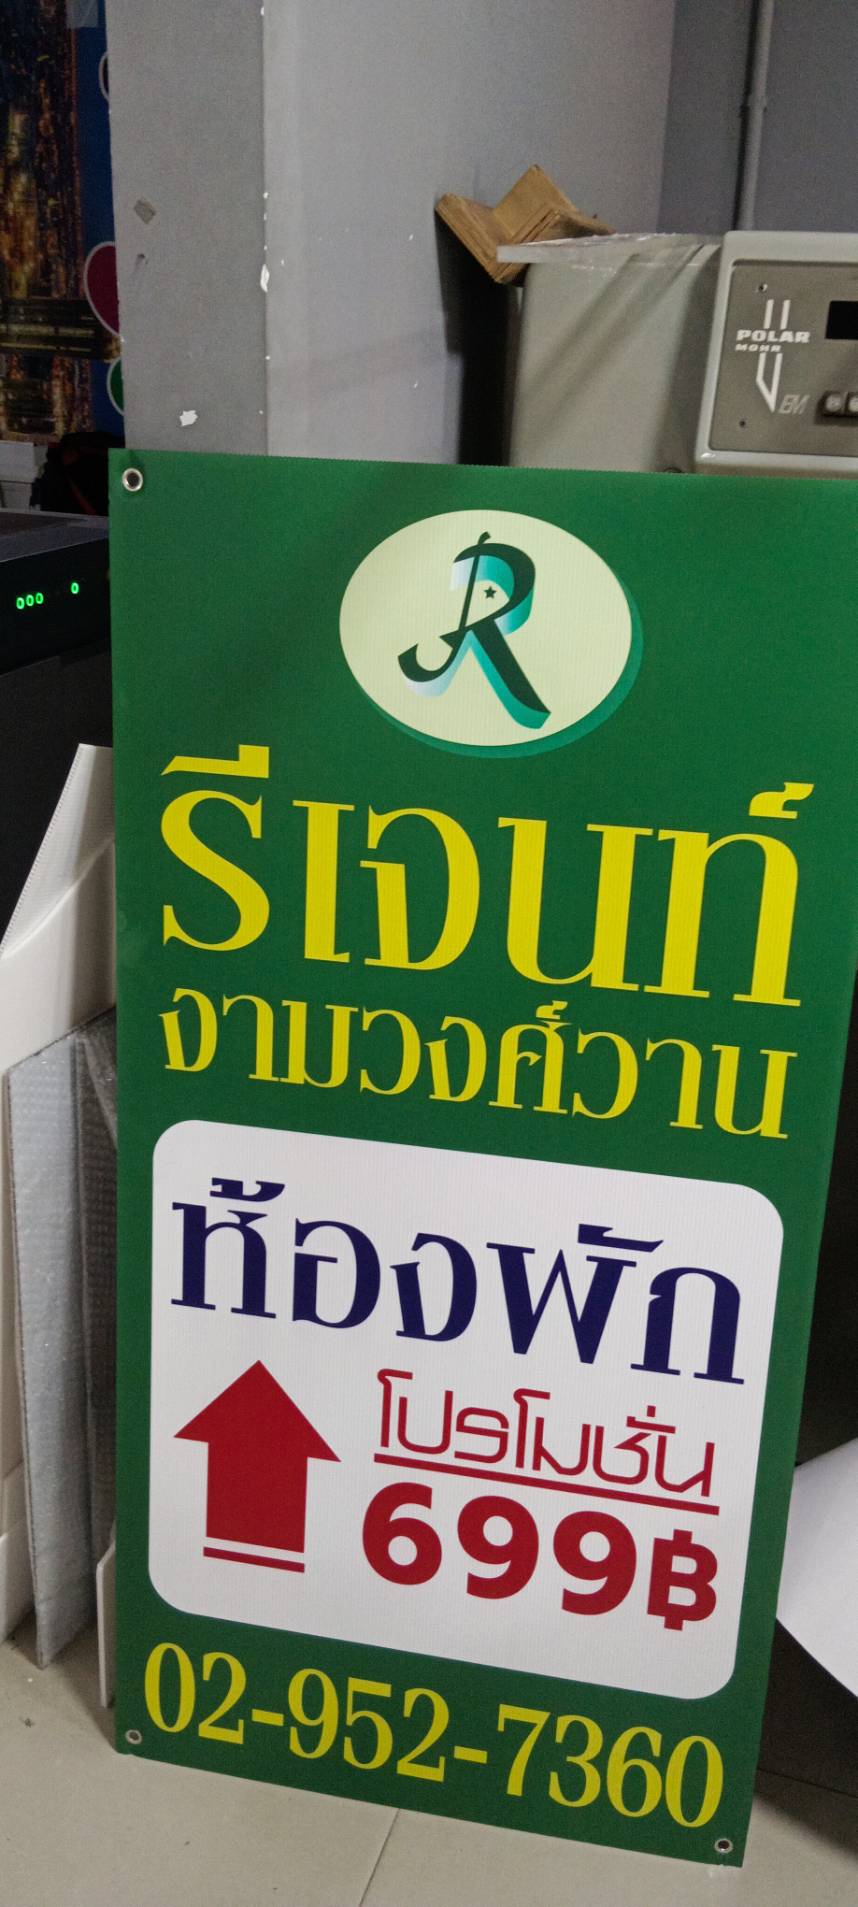 POLAR
MOHR
EM
R
รีเจนท์
งามวงศ์วาน
ห้องพัก
โปรโมชั่น
699฿
02-952-7360